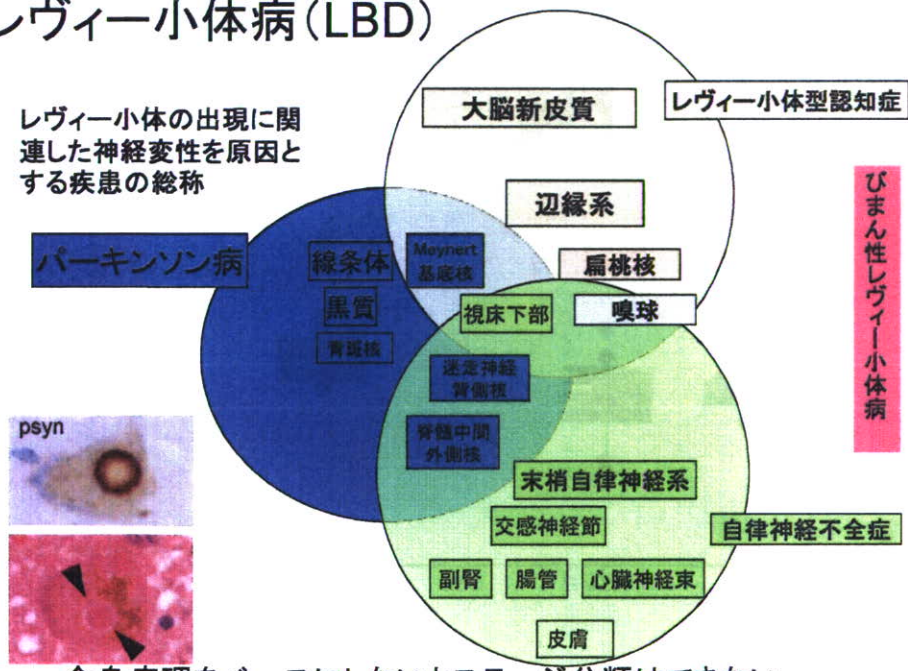 レヴィー小体病(LBD)
レヴィー小体の出現に関
連した神経変性を原因と
する疾患の総称
大脳新皮質
レヴィー小体型認知症
辺縁系
パーキンソン病
線条体
Meynert
基底核
扁桃核
黒質
視床下部
嗅球
青斑核
迷走神経
背側核
脊髄中間
外側核
びまん性レヴィー小体病
psyn
末梢自律神経系
交感神経節
自律神経不全症
副腎
腸管
心臓神経束
皮膚